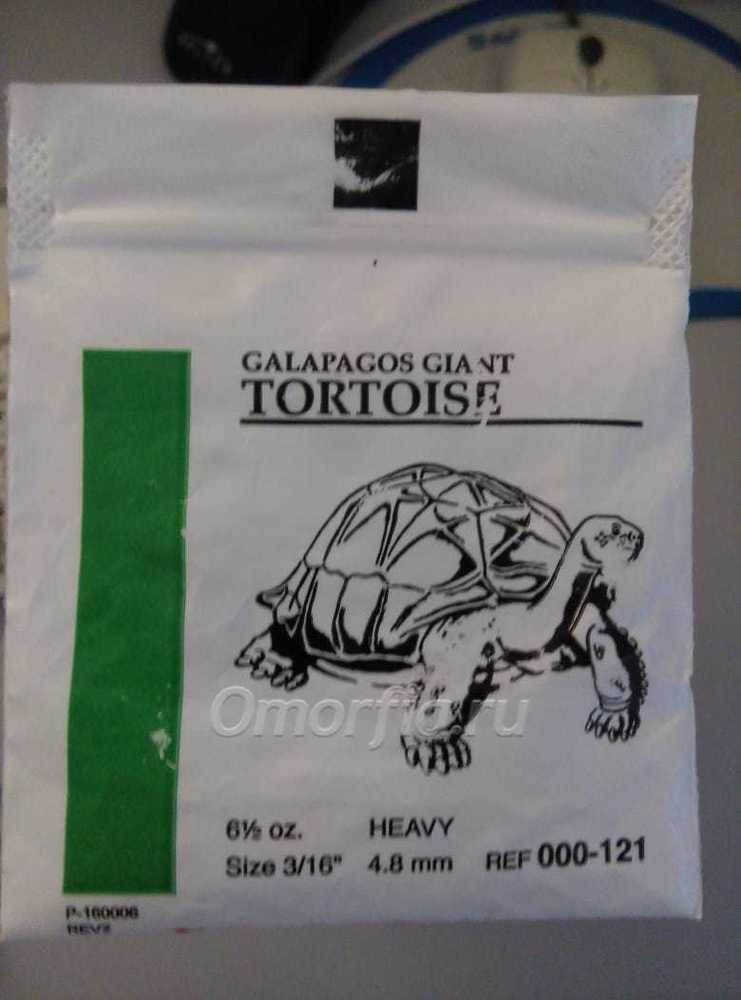 GALAPAGOS GIANT
TORTOISE
Omorfia.ru
6½ oz. HEAVY
Size 3/16" 4.8 mm REF 000-121
P-160006